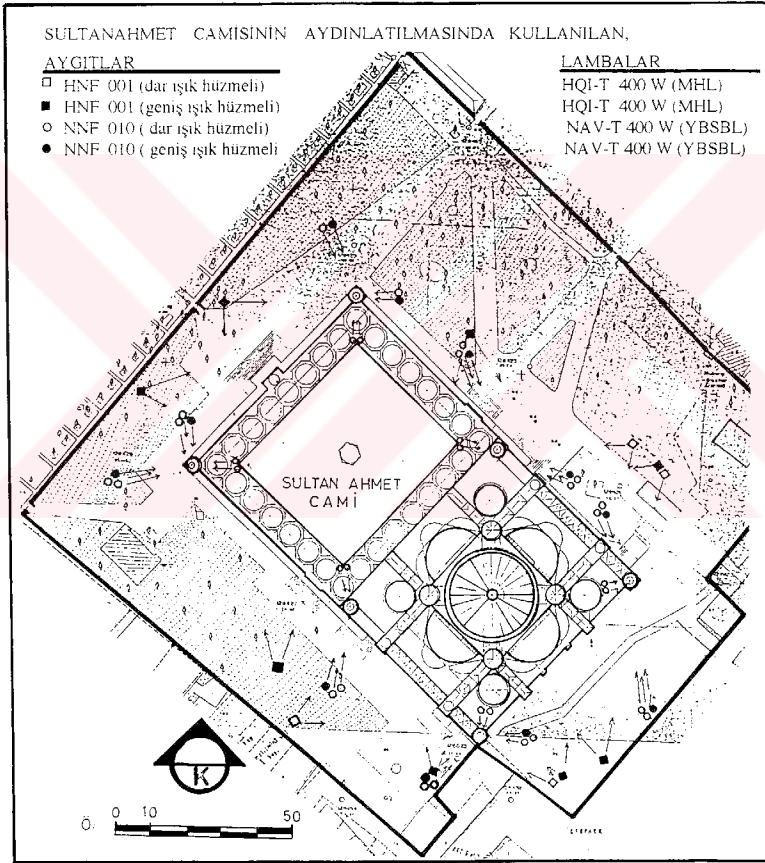 SULTANAHMET CAMİSİNİN AYDINLATILMASINDA KULLANILAN,
AYGITLAR
HNF 001 (dar ışık hüzmeli)
HNF 001 (geniş ışık hüzmeli)
NNF 010 (dar ışık hüzmeli)
NNF 010 ( geniş ışık hüzmeli
LAMBALAR
HQI-T 400 W (MHL)
HQI-T 400 W (MHL)
NAV-T 400 W (YBSBL)
NAV-T 400 W (YBSBL)
SULTAN AHMET
CAMİ
K
Ö: 0 10 50